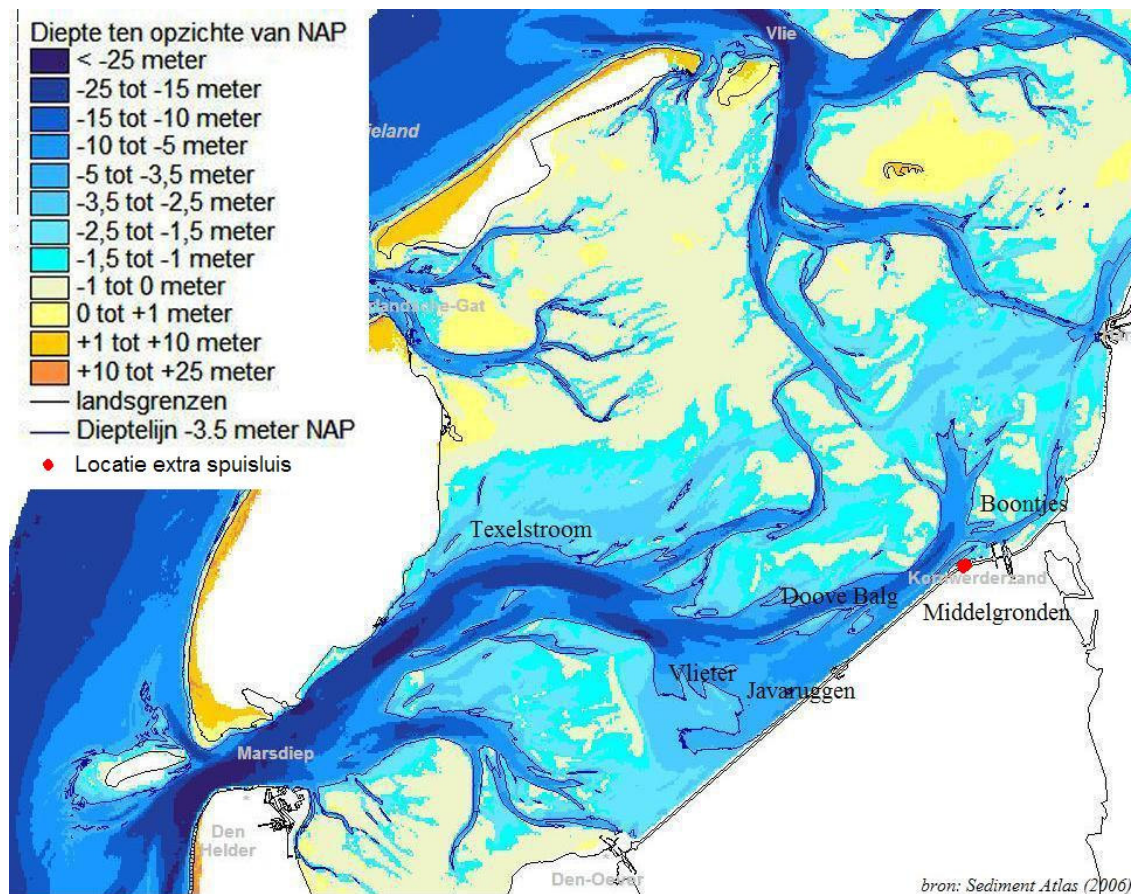 Diepte ten opzichte van NAP
< -25 meter
-25 tot -15 meter
-15 tot -10 meter
-10 tot -5 meter
-5 tot -3,5 meter
-3,5 tot -2,5 meter
-2,5 tot -1,5 meter
-1,5 tot -1 meter
-1 tot 0 meter
0 tot +1 meter
+1 tot +10 meter
+10 tot +25 meter
landsgrenzen
Dieptelijn -3.5 meter NAP
Locatie extra spuisluis
Vlie
ieland
Texelstroom
Boontjes
Doove Balg
Middelgronden
Vlieter
Javaruggen
Marsdiep
Den
Helder
Den-Oever
bron: Sediment Atlas (2006)